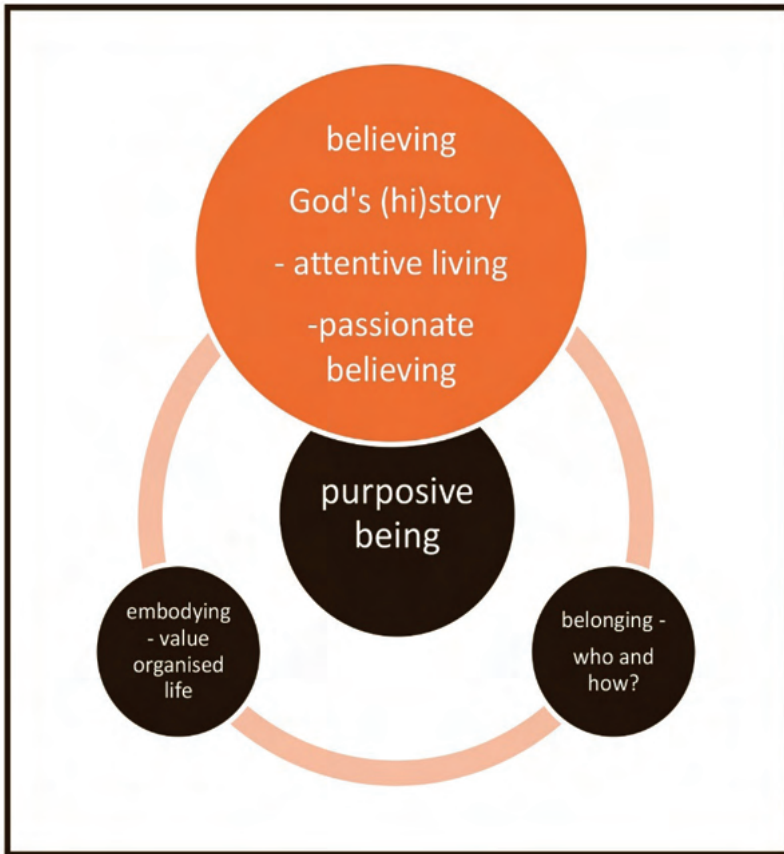 believing
God's (hi)story
- attentive living
-passionate
believing
purposive
being
embodying
- value
organised
life
belonging -
who and
how?